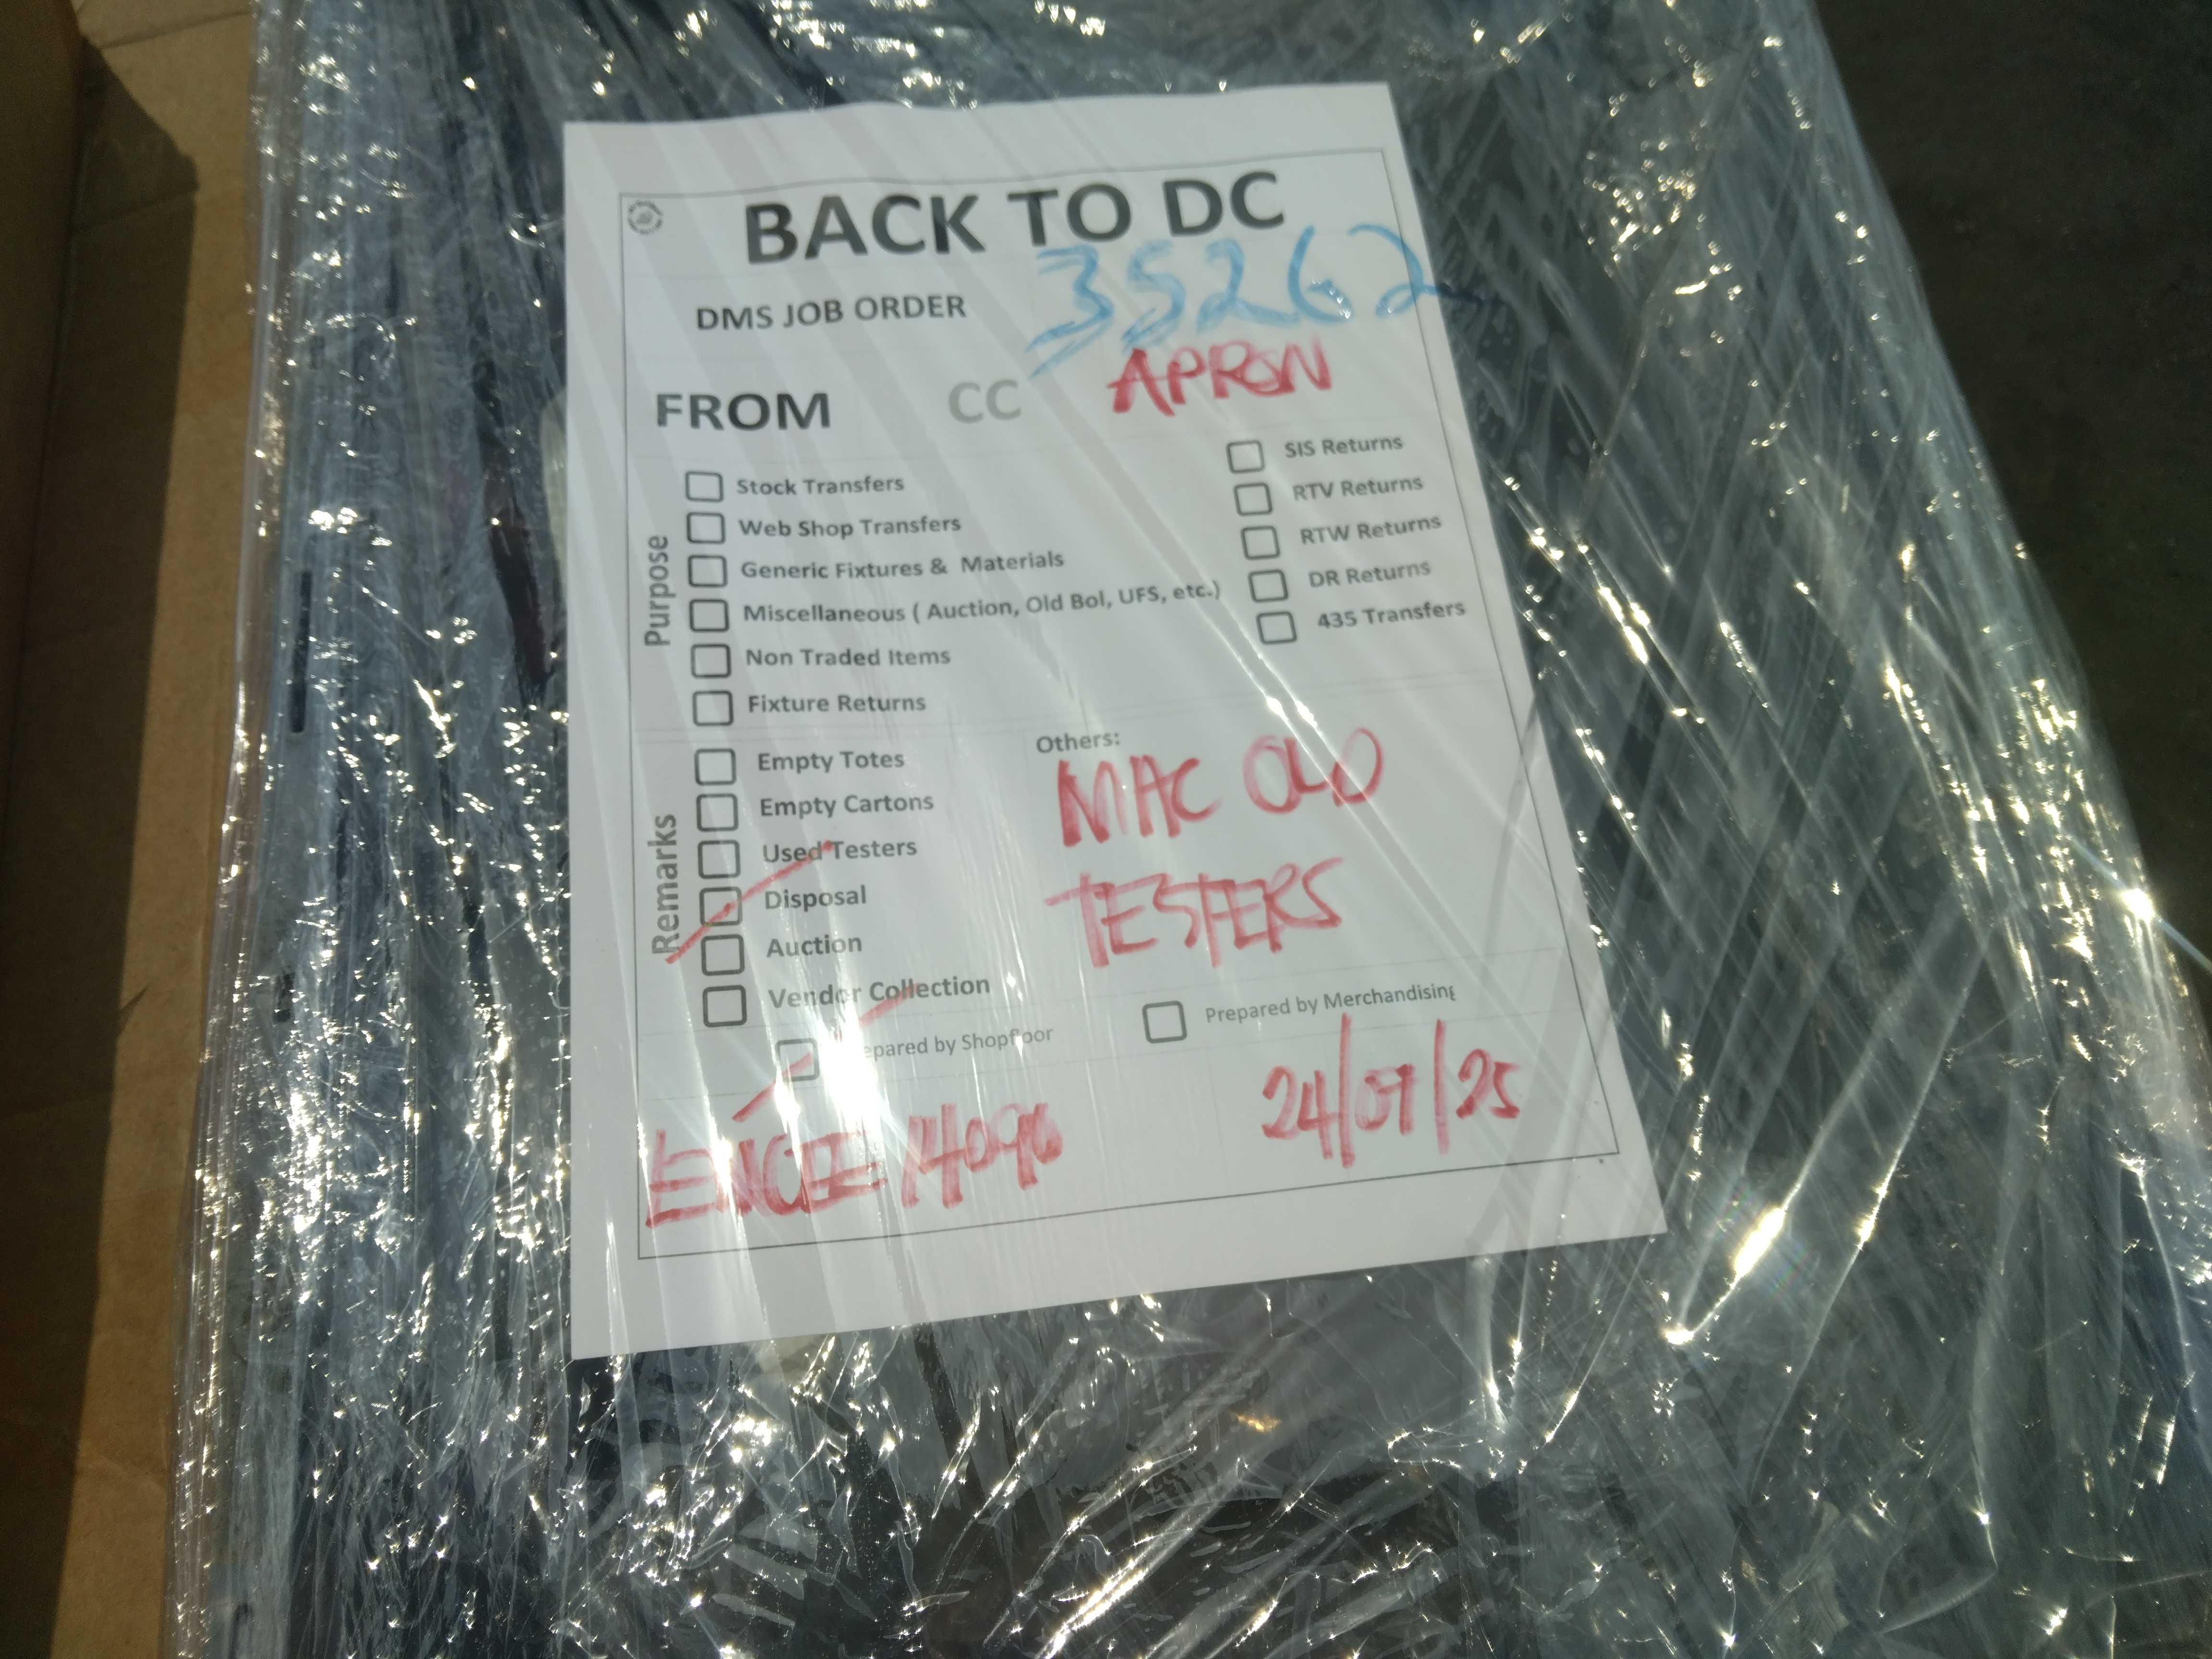 BACK TO DC
DMS JOB ORDER 35262
FROM CC APRON
Purpose
Stock Transfers
Web Shop Transfers
Generic Fixtures & Materials
Miscellaneous ( Auction, Old Bol, UFS, etc.)
Non Traded Items
Fixture Returns
SIS Returns
RTV Returns
RTW Returns
DR Returns
435 Transfers
Remarks
Empty Totes
Empty Cartons
Used Testers
Disposal
Auction
Vendor Collection
Others:
MAC OLD
TESTERS
epared by Shopfloor
Prepared by Merchandising
24/07/25